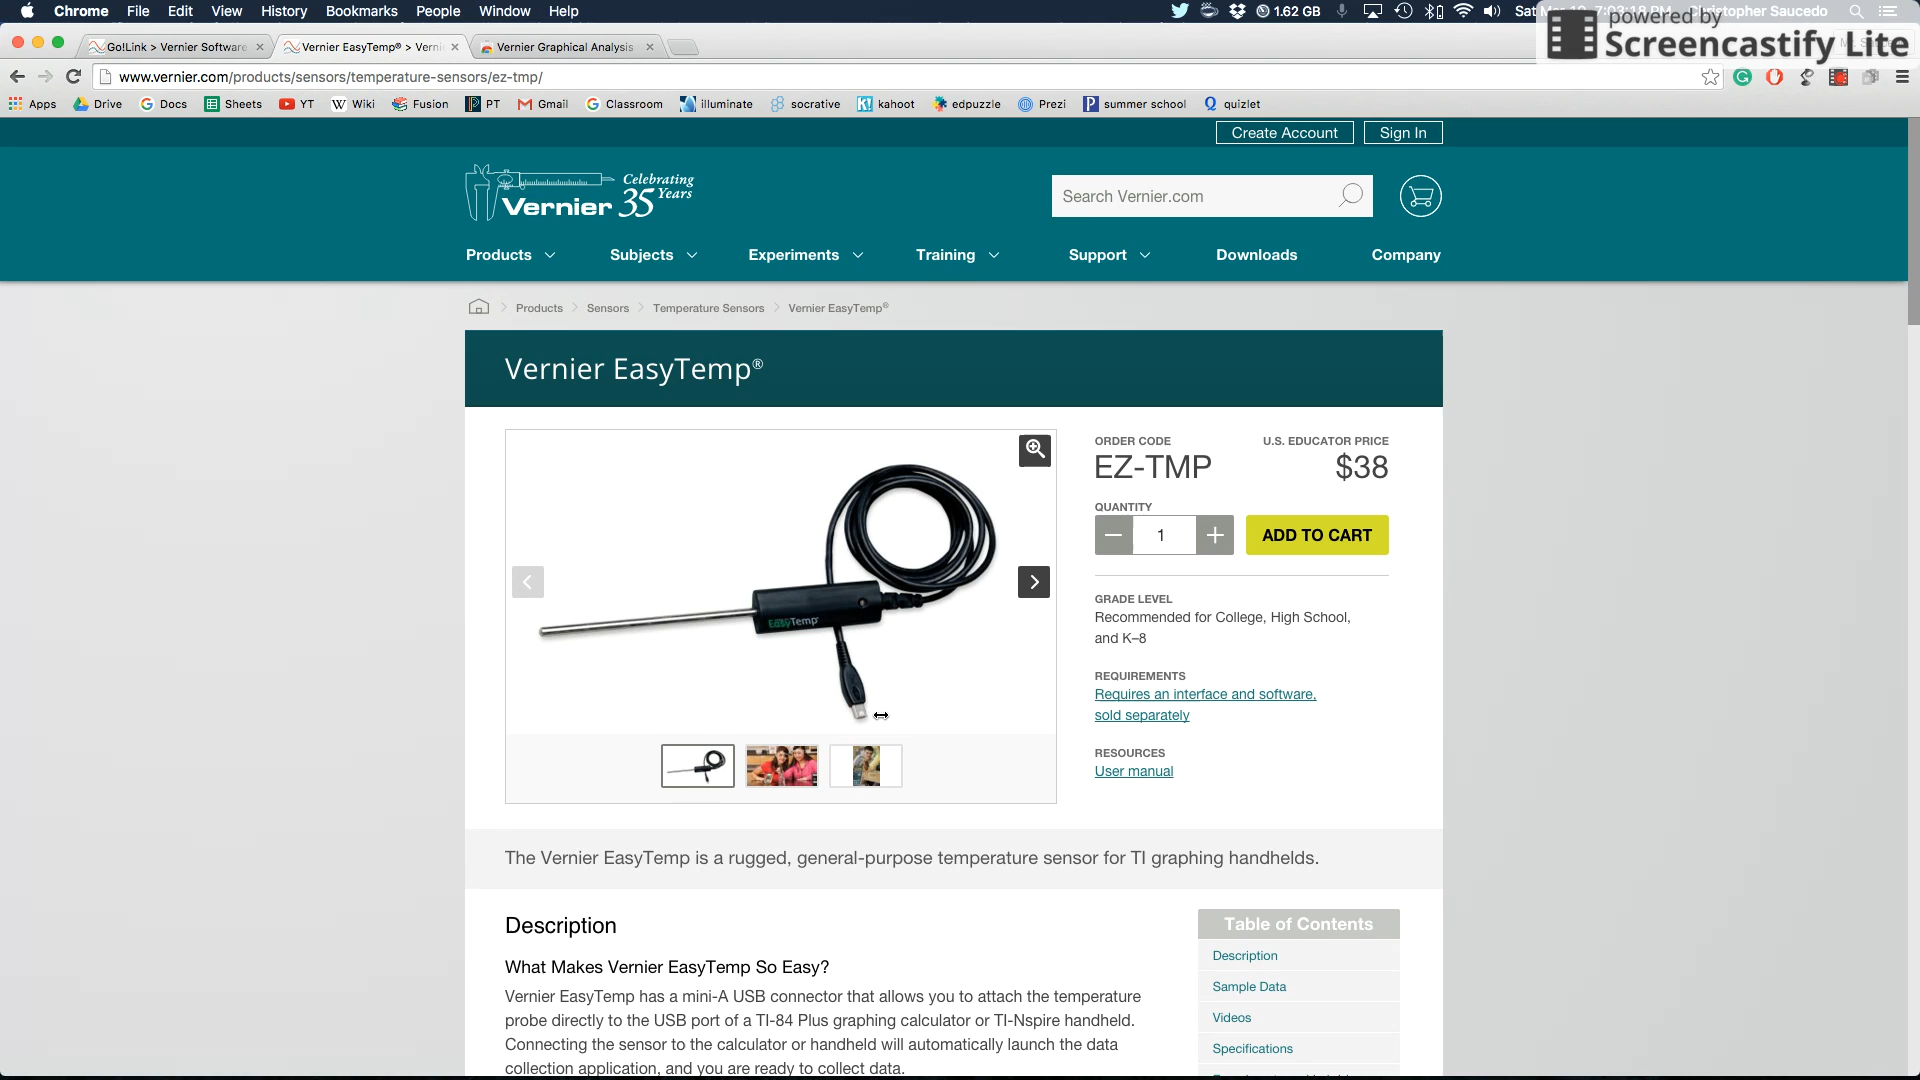 Chrome File Edit View History Bookmarks People Window Help 1.62 GB Sat Christopher Saucedo
powered by
Screencastify Lite
Go!Link > Vernier Software Vernier EasyTemp® > Verni Vernier Graphical Analysis
www.vernier.com/products/sensors/temperature-sensors/ez-tmp/
Apps Drive Docs Sheets YT Wiki Fusion PT Gmail Classroom illuminate socrative kahoot edpuzzle Prezi summer school quizlet
Create Account Sign In
Celebrating
35 Years
Vernier
Search Vernier.com
Products Subjects Experiments Training Support Downloads Company
Products Sensors Temperature Sensors Vernier EasyTemp®
Vernier EasyTemp®
EasyTemp
ORDER CODE U.S. EDUCATOR PRICE
EZ-TMP $38
QUANTITY
1 ADD TO CART
GRADE LEVEL
Recommended for College, High School,
and K–8
REQUIREMENTS
Requires an interface and software,
sold separately
RESOURCES
User manual
The Vernier EasyTemp is a rugged, general-purpose temperature sensor for TI graphing handhelds.
Description
What Makes Vernier EasyTemp So Easy?
Vernier EasyTemp has a mini-A USB connector that allows you to attach the temperature
probe directly to the USB port of a TI-84 Plus graphing calculator or TI-Nspire handheld.
Connecting the sensor to the calculator or handheld will automatically launch the data
collection application, and you are ready to collect data.
Table of Contents
Description
Sample Data
Videos
Specifications